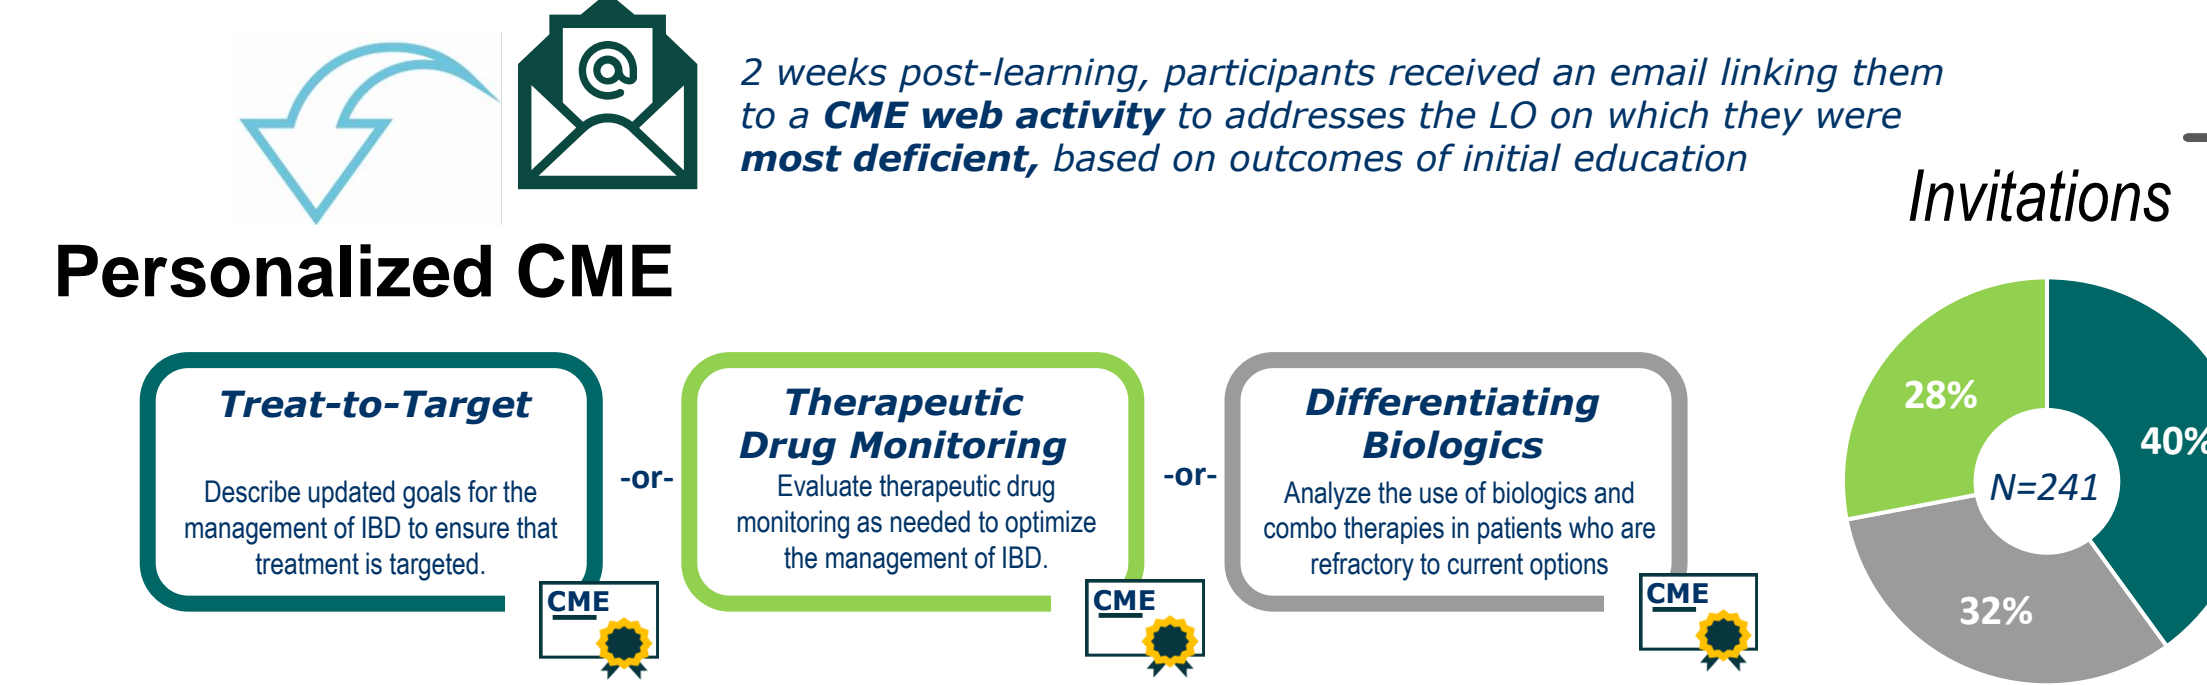 @
2 weeks post-learning, participants received an email linking them
to a CME web activity to addresses the LO on which they were
most deficient, based on outcomes of initial education
Invitations
Personalized CME
Treat-to-Target
Describe updated goals for the
management of IBD to ensure that
treatment is targeted.
CME
-or-
Therapeutic
Drug Monitoring
Evaluate therapeutic drug
monitoring as needed to optimize
the management of IBD.
CME
-or-
Differentiating
Biologics
Analyze the use of biologics and
combo therapies in patients who are
refractory to current options
CME
28%
40%
N=241
32%